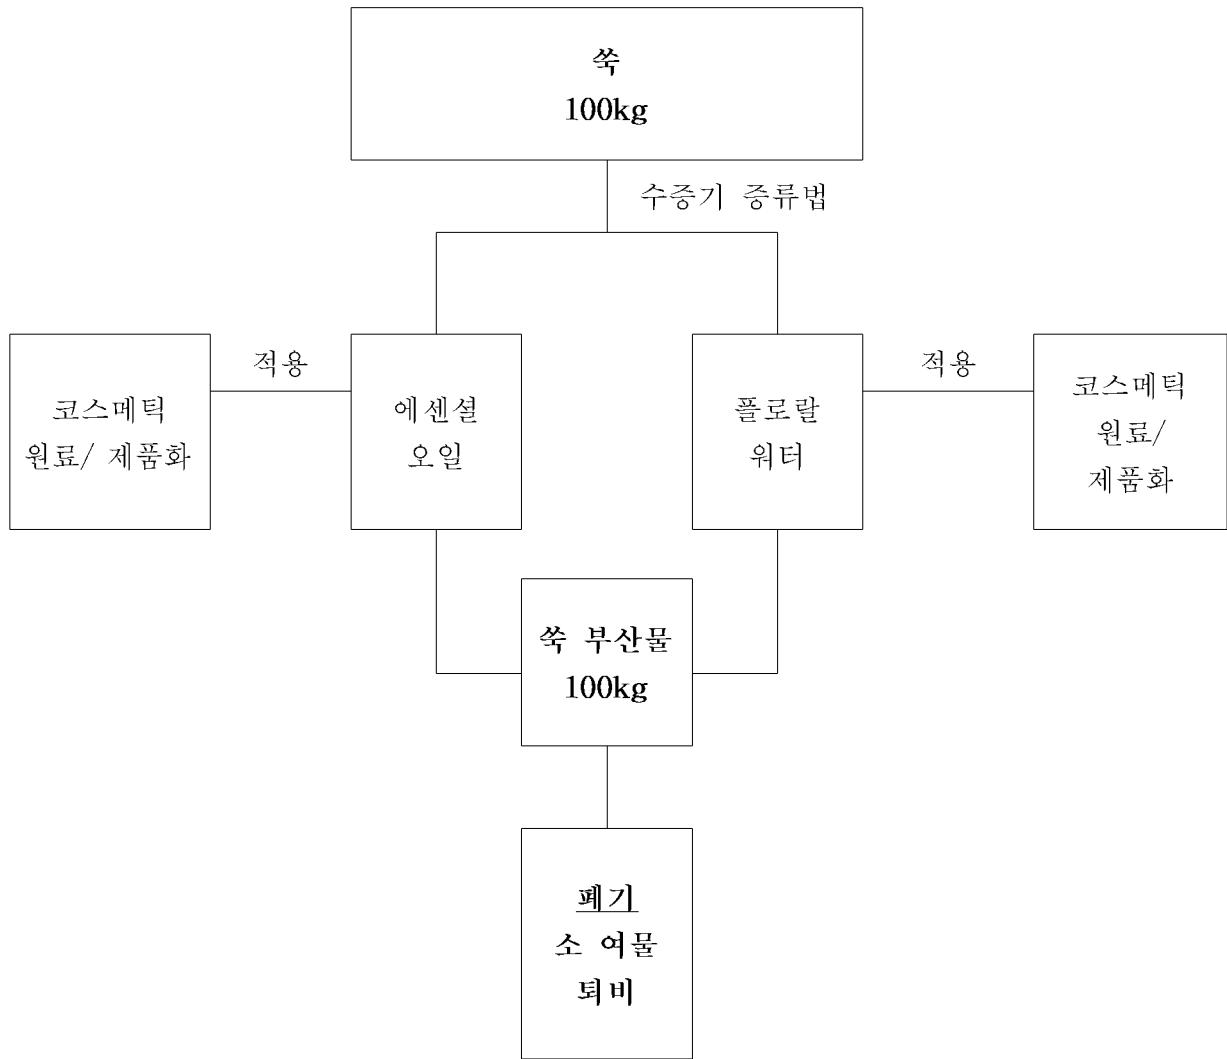 쑥
100kg
수증기 증류법
코스메틱
원료/ 제품화
적용
에센셜
오일
플로랄
워터
적용
코스메틱
원료/
제품화
쑥 부산물
100kg
폐기
소 여물
퇴비